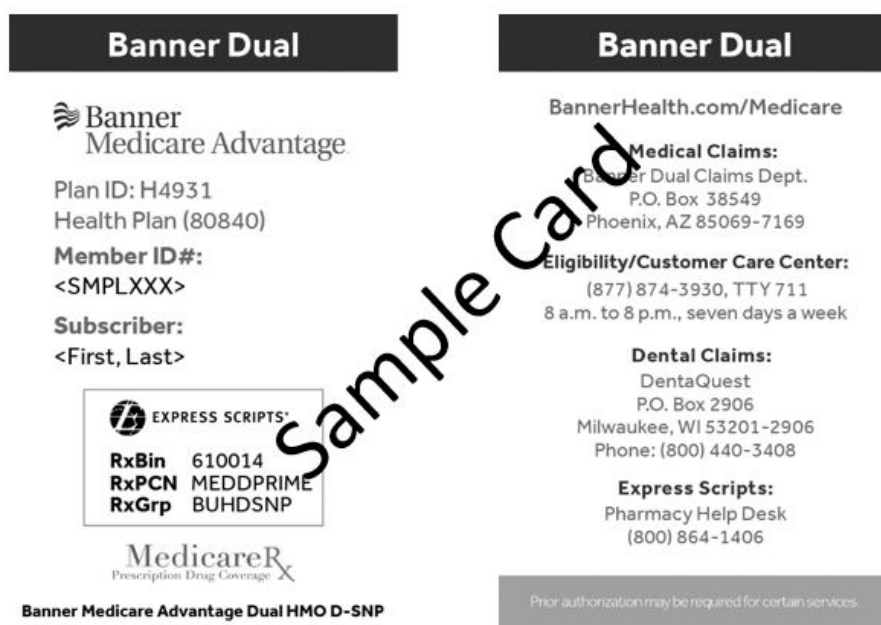 Banner Dual
Banner
Medicare Advantage
Plan ID: H4931
Health Plan (80840)
Member ID#:
<SMPLXXX>
Subscriber:
<First, Last>
EXPRESS SCRIPTS®
RxBin 610014
RxPCN MEDDPRIME
RxGrp BUHDSNP
MedicareRx
Prescription Drug Coverage
Banner Medicare Advantage Dual HMO D-SNP
Sample Card
Banner Dual
BannerHealth.com/Medicare
Medical Claims:
Banner Dual Claims Dept.
P.O. Box 38549
Phoenix, AZ 85069-7169
Eligibility/Customer Care Center:
(877) 874-3930, TTY 711
8 a.m. to 8 p.m., seven days a week
Dental Claims:
DentaQuest
P.O. Box 2906
Milwaukee, WI 53201-2906
Phone: (800) 440-3408
Express Scripts:
Pharmacy Help Desk
(800) 864-1406
Prior authorization may be required for certain services.